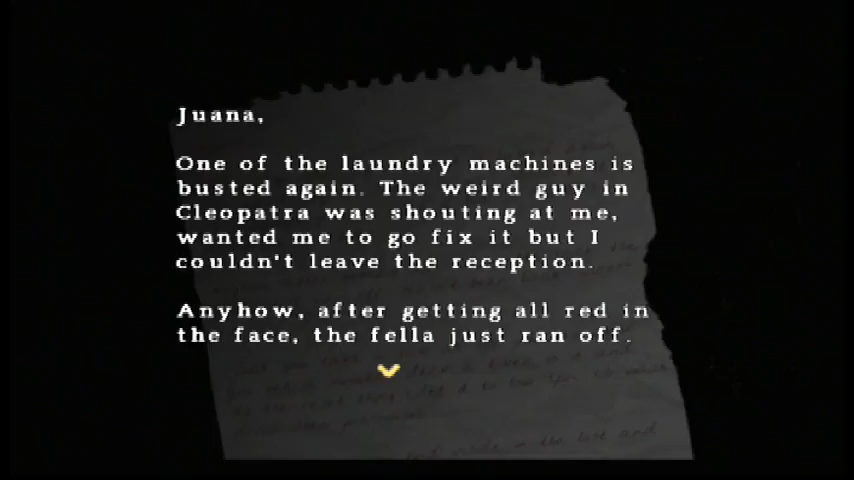 Juana,
One of the laundry machines is
busted again. The weird guy in
Cleopatra was shouting at me,
wanted me to go fix it but I
couldn't leave the reception.
Anyhow, after getting all red in
the face, the fella just ran off.